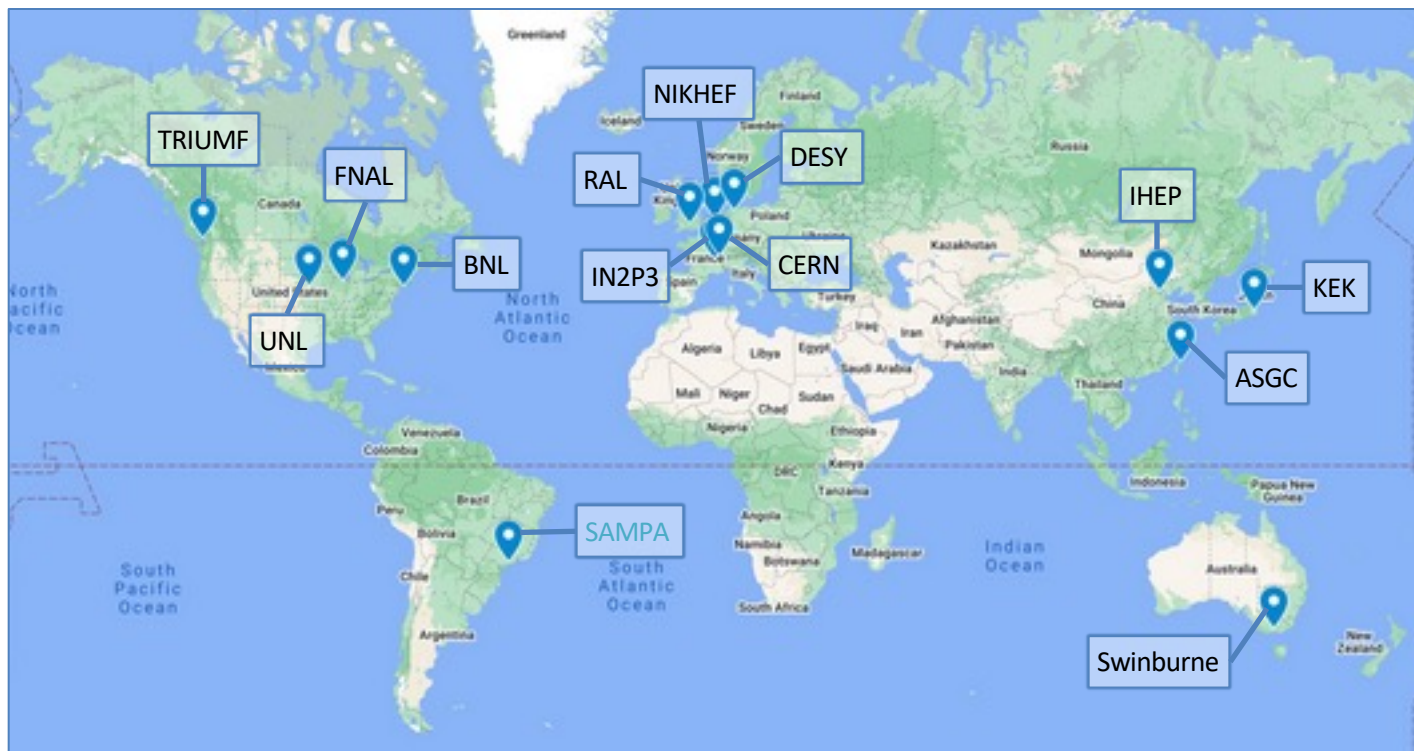 Greenland
NIKHEF
Finland
Iceland
Sweden
TRIUMF
Norway
DESY
Russia
FNAL
RAL
IHEP
Canada
Poland
Kazakhstan
Mongolia
BNL
IN2P3
France
CERN
KEK
North
Pacific
Ocean
United States
North
Atlantic
Ocean
Italy
Turkey
China
South Korea
UNL
Iraq
Iran
Afghanistan
Pakistan
Algeria
Libya
Egypt
Saudi Arabia
India
ASGC
Mali
Niger
Chad
Sudan
Thailand
Nigeria
Ethiopia
Venezuela
Colombia
DRC
Kenya
Tanzania
Indonesia
Papua New
Guinea
Brazil
Peru
Bolivia
SAMPA
Angola
Namibia
Botswana
Madagascar
Indian
Ocean
South
Pacific
Ocean
Chile
South
Atlantic
Ocean
South Africa
Australia
Argentina
New
Zealand
Swinburne